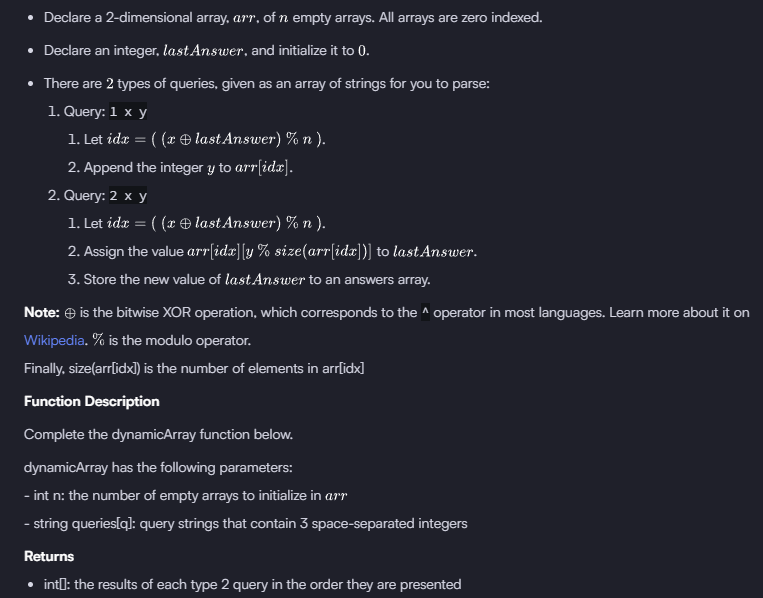 • Declare a 2-dimensional array, arr, of n empty arrays. All arrays are zero indexed.
• Declare an integer, lastAnswer, and initialize it to 0.
• There are 2 types of queries, given as an array of strings for you to parse:
1. Query: 1 x y
1. Let idx = ( (x ⊕ lastAnswer) % n ).
2. Append the integer y to arr[idx].
2. Query: 2 x y
1. Let idx = ( (x ⊕ lastAnswer) % n ).
2. Assign the value arr[idx][y % size(arr[idx])] to lastAnswer.
3. Store the new value of lastAnswer to an answers array.
Note: ⊕ is the bitwise XOR operation, which corresponds to the ^ operator in most languages. Learn more about it on
Wikipedia. % is the modulo operator.
Finally, size(arr[idx]) is the number of elements in arr[idx]
Function Description
Complete the dynamicArray function below.
dynamicArray has the following parameters:
- int n: the number of empty arrays to initialize in arr
- string queries[q]: query strings that contain 3 space-separated integers
Returns
• int[]: the results of each type 2 query in the order they are presented